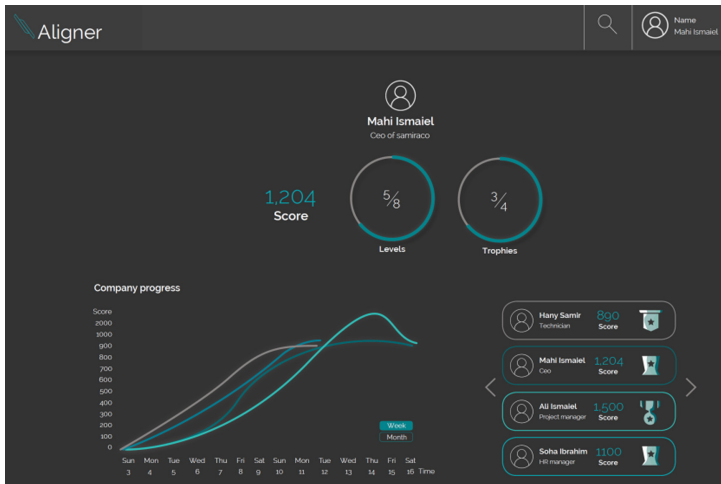 Aligner
Name
Mahi Ismaiel
Mahi Ismaiel
Ceo of samiraco
1,204
Score
5/8
Levels
3/4
Trophies
Company progress
Score
2000
1000
900
800
700
600
500
400
300
200
100
0
Sun Mon Tue Wed Thu Fri Sat Sun Mon Tue Wed Thu Fri Sat
3 4 5 6 7 8 9 10 11 12 13 14 15 16 Time
Week
Month
Hany Samir
Technician
890
Score
Mahi Ismaiel
Ceo
1,204
Score
Ali Ismaiel
Project manager
1,500
Score
Soha Ibrahim
HR manager
1100
Score